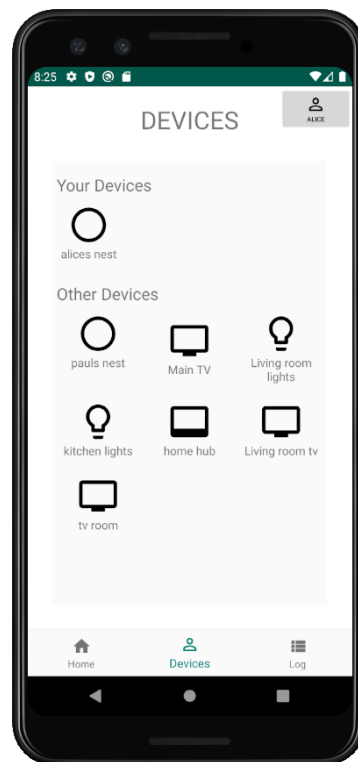 8:25
DEVICES
ALICE
Your Devices
alices nest
Other Devices
pauls nest
Main TV
Living room
lights
kitchen lights
home hub
Living room tv
tv room
Home
Devices
Log